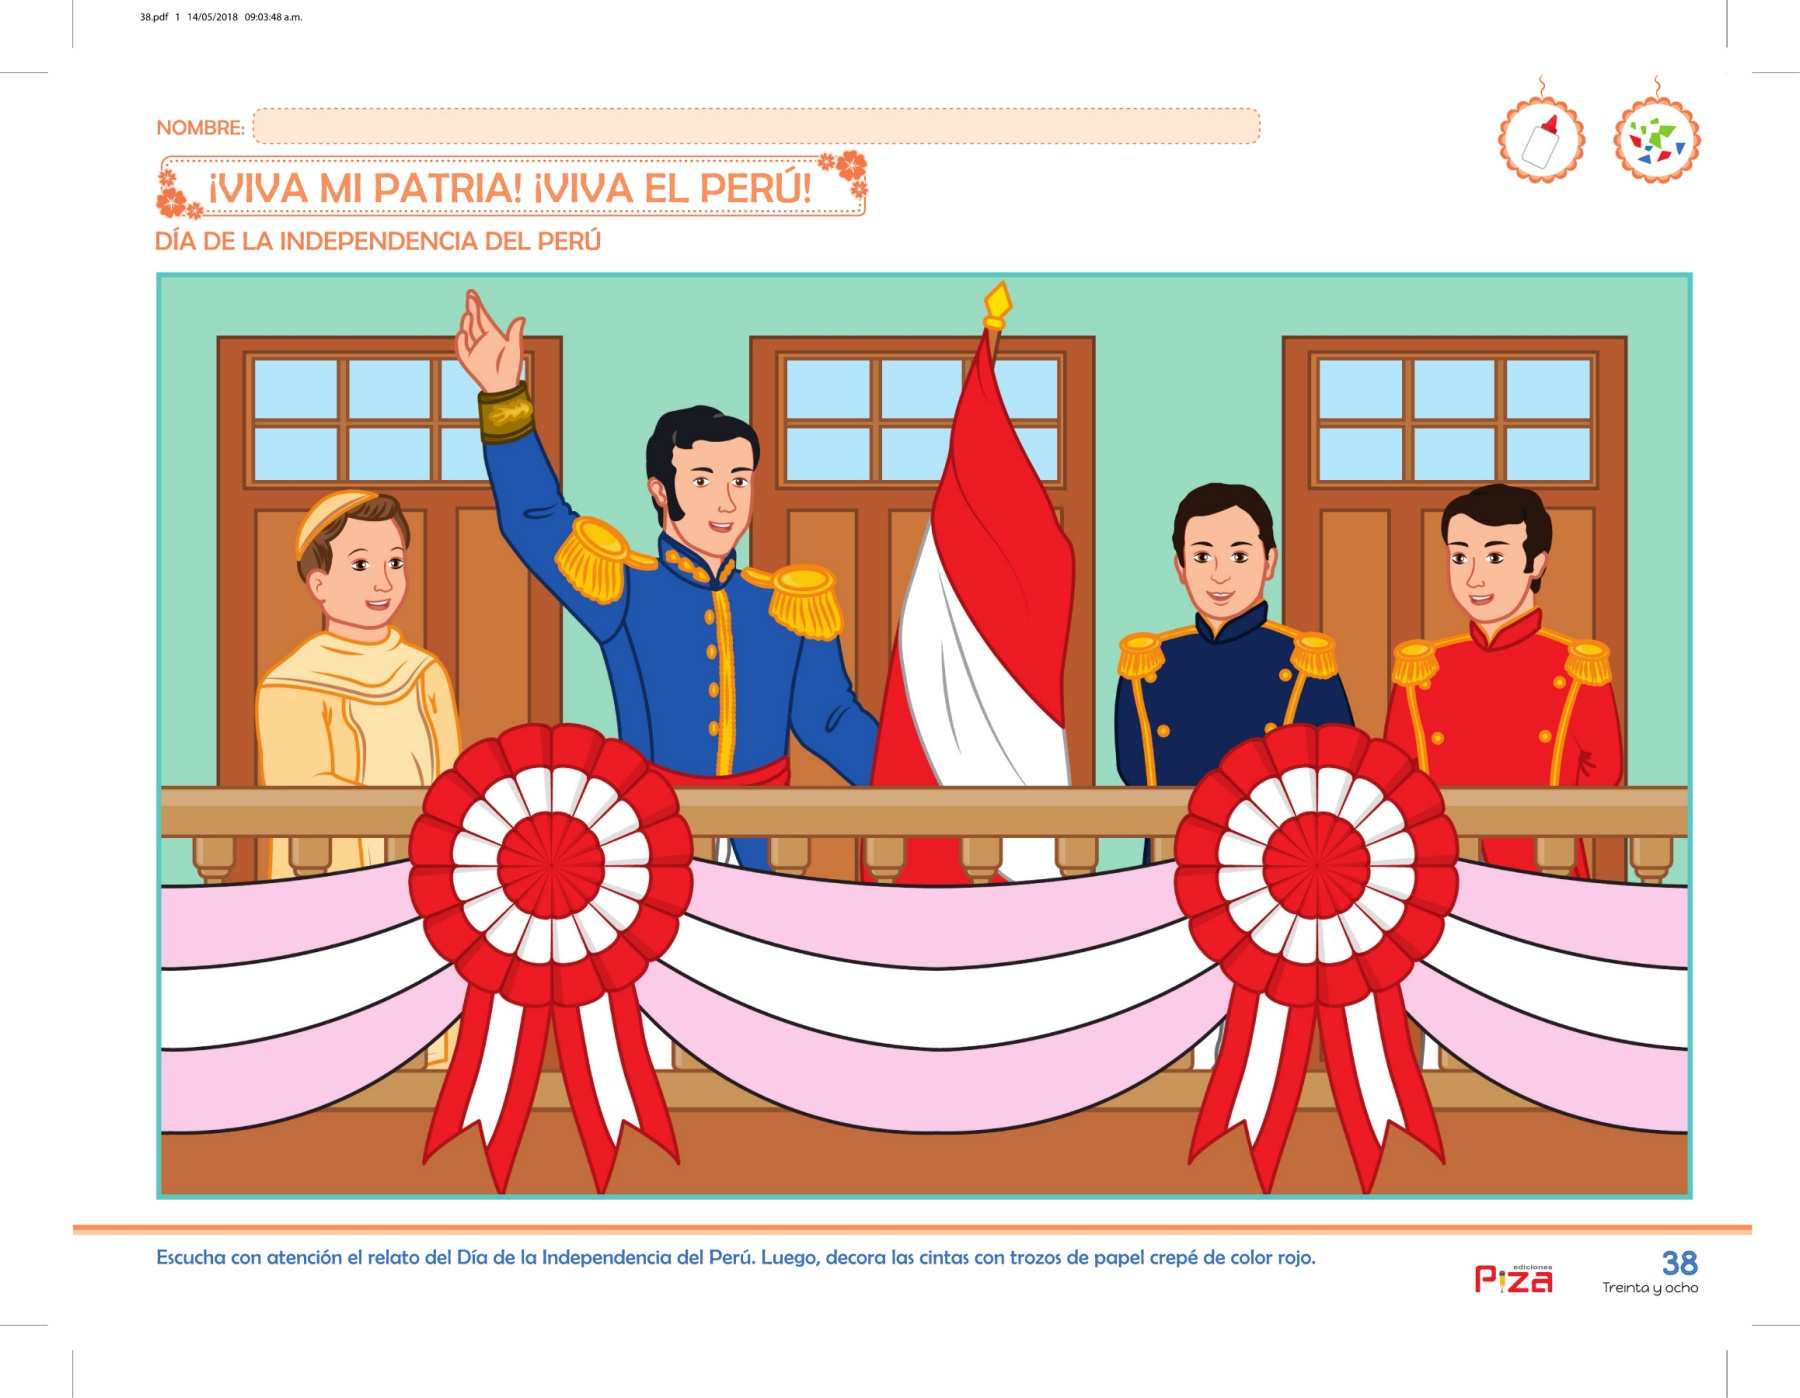 38.pdf 1 14/05/2018 09:03:48 a.m.
NOMBRE:
¡VIVA MI PATRIA! ¡VIVA EL PERÚ!
DÍA DE LA INDEPENDENCIA DEL PERÚ
Escucha con atención el relato del Día de la Independencia del Perú. Luego, decora las cintas con trozos de papel crepé de color rojo.
ediciones
Piza
38
Treinta y ocho